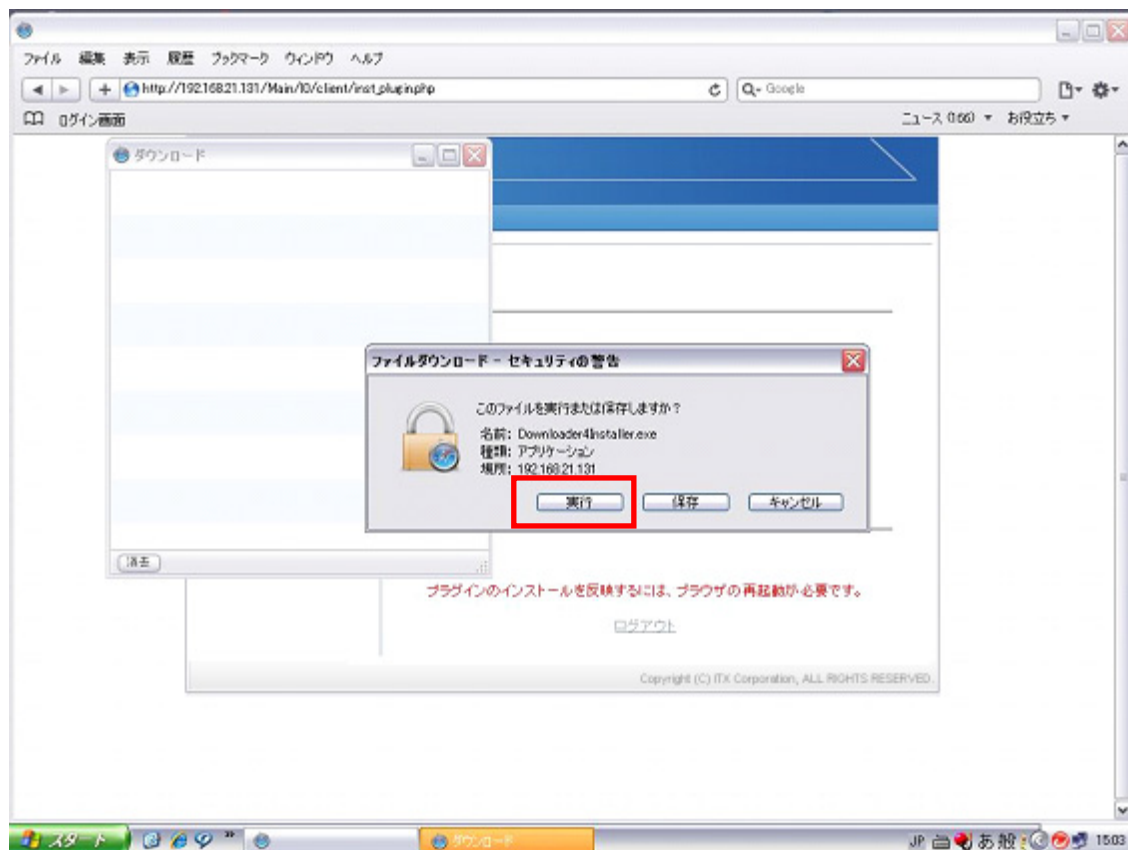 ファイル 編集 表示 履歴 ブックマーク ウィンドウ ヘルプ
http://192.168.21.131/Main/IO/client/inst_plugin.php
Q- Google
ログイン画面
ニュース (166) ▼ お役立ち ▼
ダウンロード
ファイルダウンロード - セキュリティの警告
このファイルを実行または保存しますか？
名前: Downloader4Installer.exe
種類: アプリケーション
場所: 192.168.21.131
実行 保存 キャンセル
消去
プラグインのインストールを反映するには、ブラウザの再起動が必要です。
ログアウト
Copyright (C) ITX Corporation, ALL RIGHTS RESERVED.
スタート
ダウンロード
JP あ 般 15:03